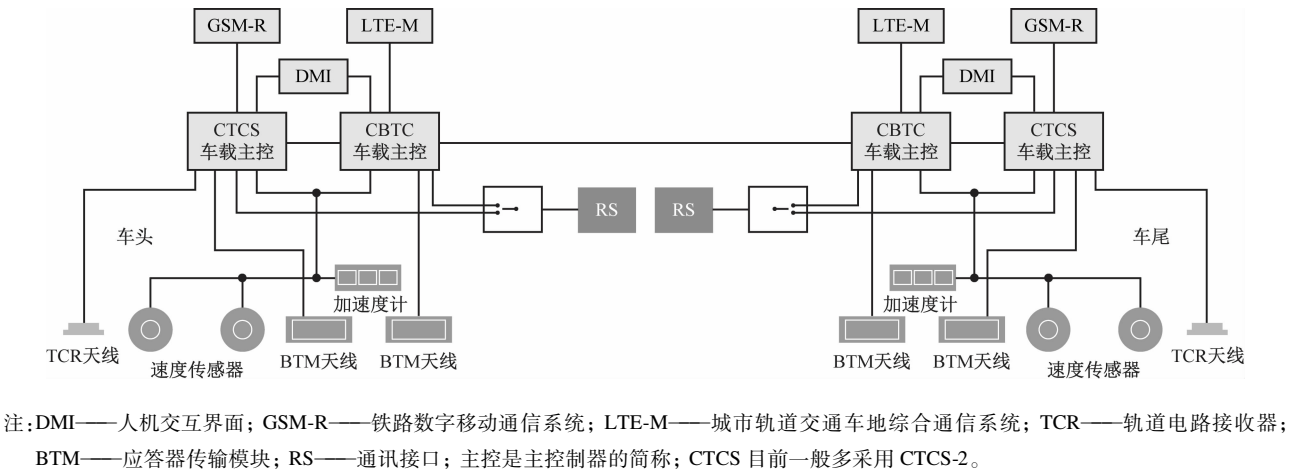 GSM-R LTE-M LTE-M GSM-R
DMI DMI
CTCS CBTC CBTC CTCS
车载主控 车载主控 车载主控 车载主控
RS RS
车头 车尾
加速度计 加速度计
TCR天线 速度传感器 BTM天线 BTM天线 BTM天线 BTM天线 速度传感器 TCR天线
注:DMI——人机交互界面；GSM-R——铁路数字移动通信系统；LTE-M——城市轨道交通车地综合通信系统；TCR——轨道电路接收器；
BTM——应答器传输模块；RS——通讯接口；主控是主控制器的简称；CTCS 目前一般多采用 CTCS-2。